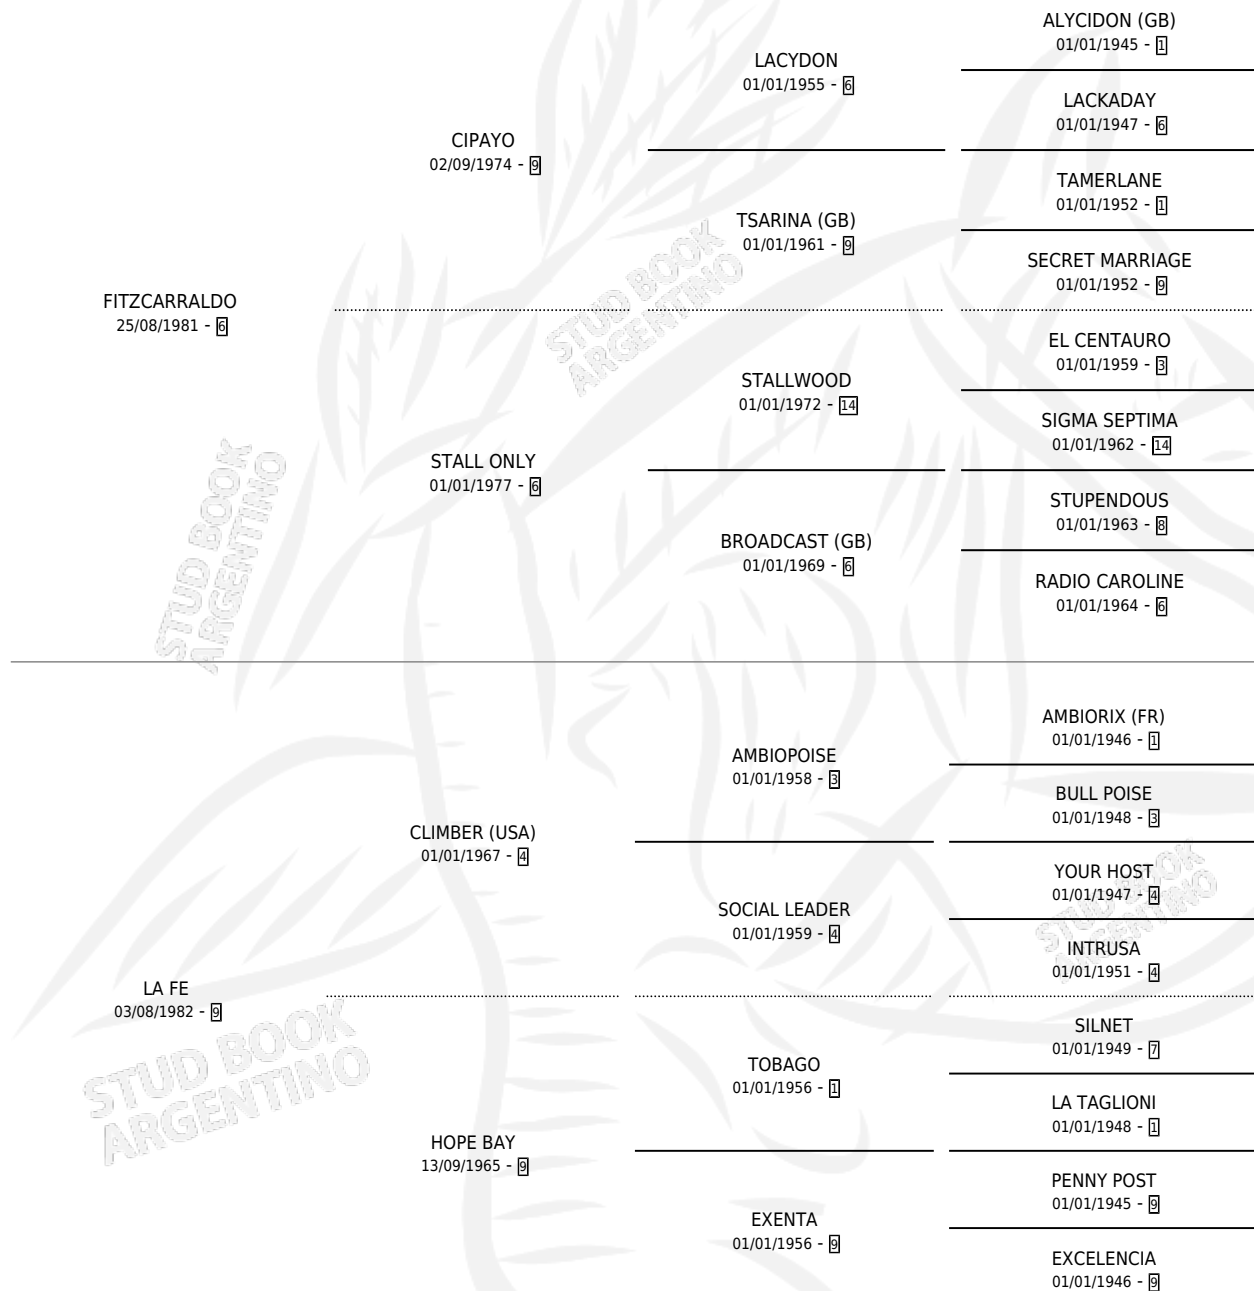 ALYCIDON (GB)
01/01/1945 - 1
LACYDON
01/01/1955 - 6
LACKADAY
01/01/1947 - 6
CIPAYO
02/09/1974 - 9
TAMERLANE
01/01/1952 - 1
TSARINA (GB)
01/01/1961 - 9
SECRET MARRIAGE
01/01/1952 - 9
FITZCARRALDO
25/08/1981 - 6
STUD BOOK
ARGENTINO
EL CENTAURO
01/01/1959 - 3
STALLWOOD
01/01/1972 - 14
SIGMA SEPTIMA
01/01/1962 - 14
STALL ONLY
01/01/1977 - 6
STUPENDOUS
01/01/1963 - 8
BROADCAST (GB)
01/01/1969 - 6
RADIO CAROLINE
01/01/1964 - 6
STUD BOOK
ARGENTINO
AMBIORIX (FR)
01/01/1946 - 1
AMBIOPOISE
01/01/1958 - 3
BULL POISE
01/01/1948 - 3
CLIMBER (USA)
01/01/1967 - 4
YOUR HOST
01/01/1947 - 4
SOCIAL LEADER
01/01/1959 - 4
INTRUSA
01/01/1951 - 4
STUD BOOK
ARGENTINO
LA FE
03/08/1982 - 9
SILNET
01/01/1949 - 7
TOBAGO
01/01/1956 - 1
LA TAGLIONI
01/01/1948 - 1
STUD BOOK
ARGENTINO
HOPE BAY
13/09/1965 - 9
PENNY POST
01/01/1945 - 9
EXENTA
01/01/1956 - 9
EXCELENCIA
01/01/1946 - 9